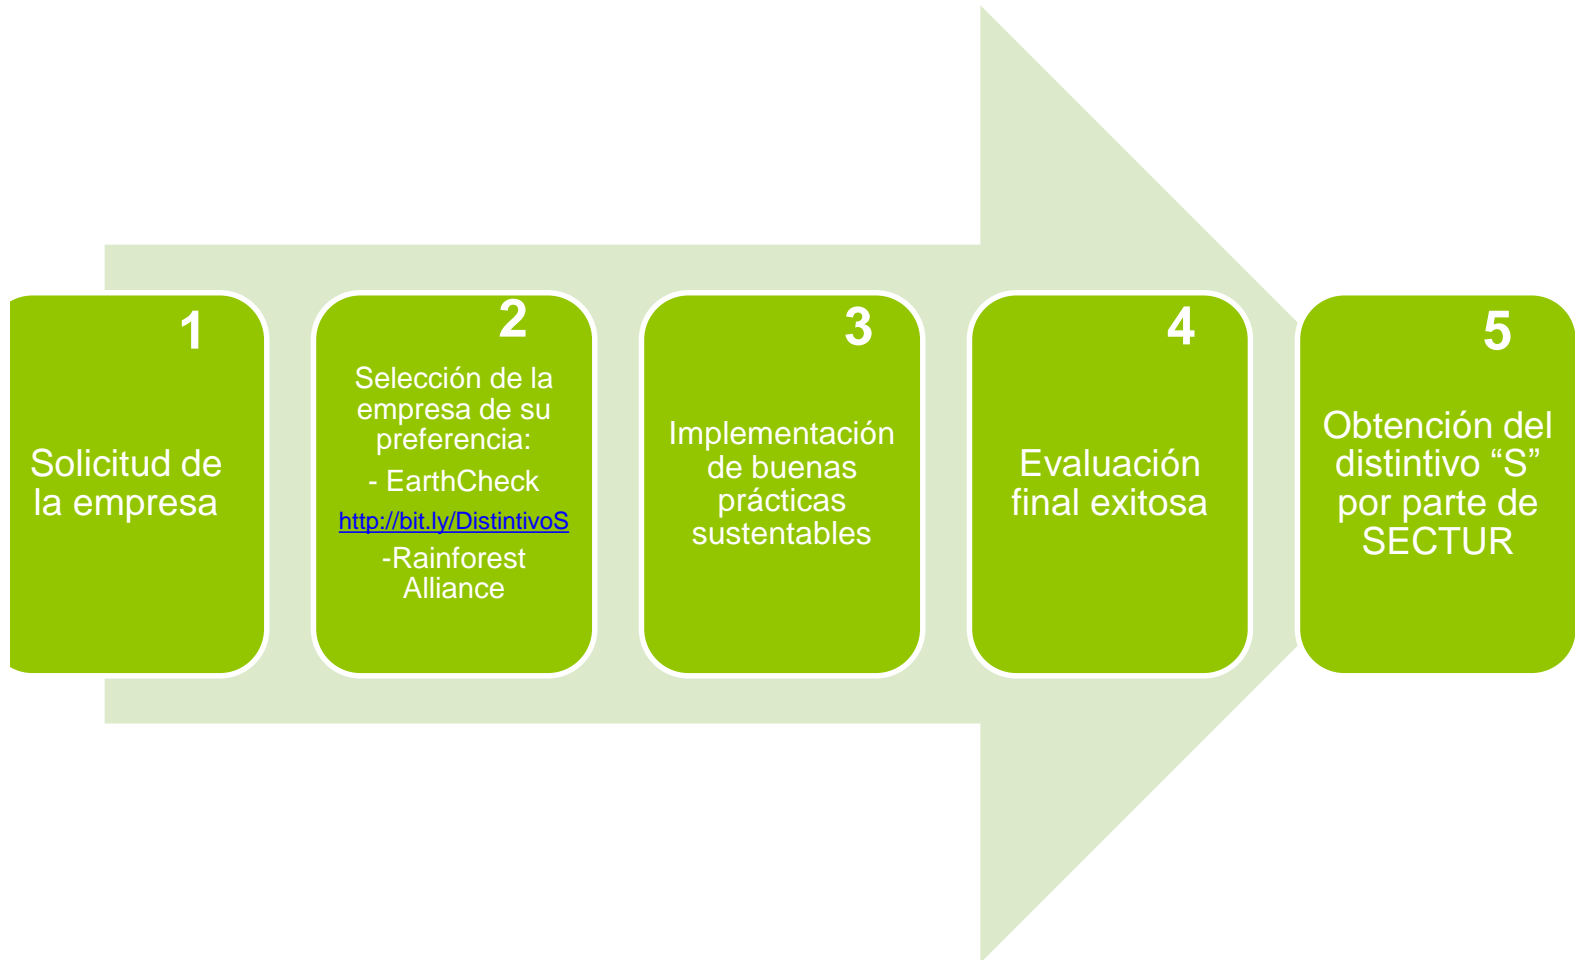 1
Solicitud de
la empresa
2
Selección de la
empresa de su
preferencia:
- EarthCheck
http://bit.ly/DistintivoS
-Rainforest
Alliance
3
Implementación
de buenas
prácticas
sustentables
4
Evaluación
final exitosa
5
Obtención del
distintivo “S”
por parte de
SECTUR